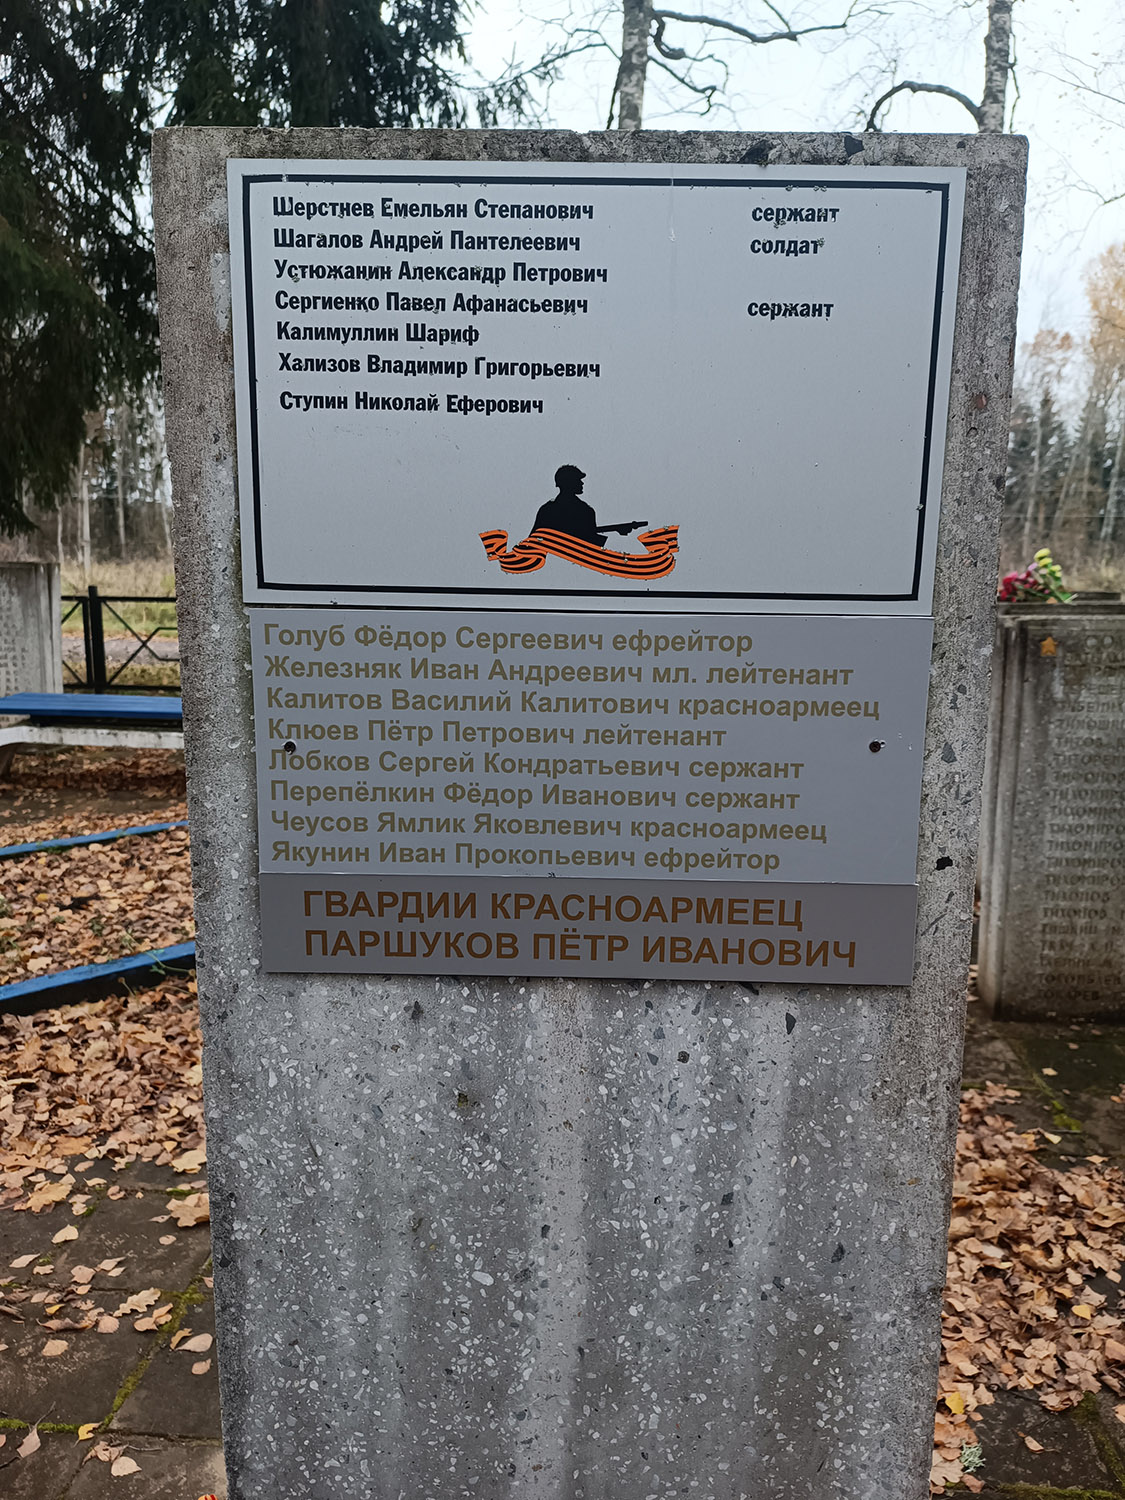 Шерстнев Емельян Степанович сержант
Шагалов Андрей Пантелеевич солдат
Устюжанин Александр Петрович
Сергиенко Павел Афанасьевич сержант
Калимуллин Шариф
Хализов Владимир Григорьевич
Ступин Николай Еферович
Голуб Фёдор Сергеевич ефрейтор
Железняк Иван Андреевич мл. лейтенант
Калитов Василий Калитович красноармеец
Клюев Пётр Петрович лейтенант
Лобков Сергей Кондратьевич сержант
Перепёлкин Фёдор Иванович сержант
Чеусов Ямлик Яковлевич красноармеец
Якунин Иван Прокопьевич ефрейтор
ГВАРДИИ КРАСНОАРМЕЕЦ
ПАРШУКОВ ПЁТР ИВАНОВИЧ